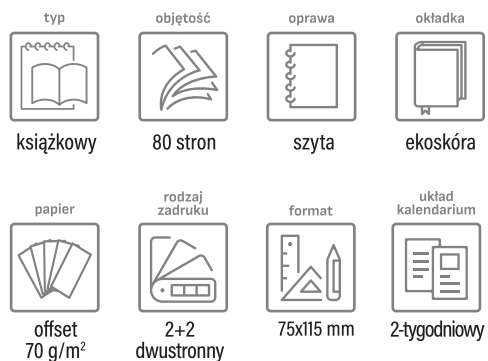 typ
objętość
oprawa
okładka
książkowy
80 stron
szyta
ekoskóra
papier
rodzaj
zadruku
format
układ
kalendarium
offset
70 g/m²
2+2
dwustronny
75x115 mm
2-tygodniowy